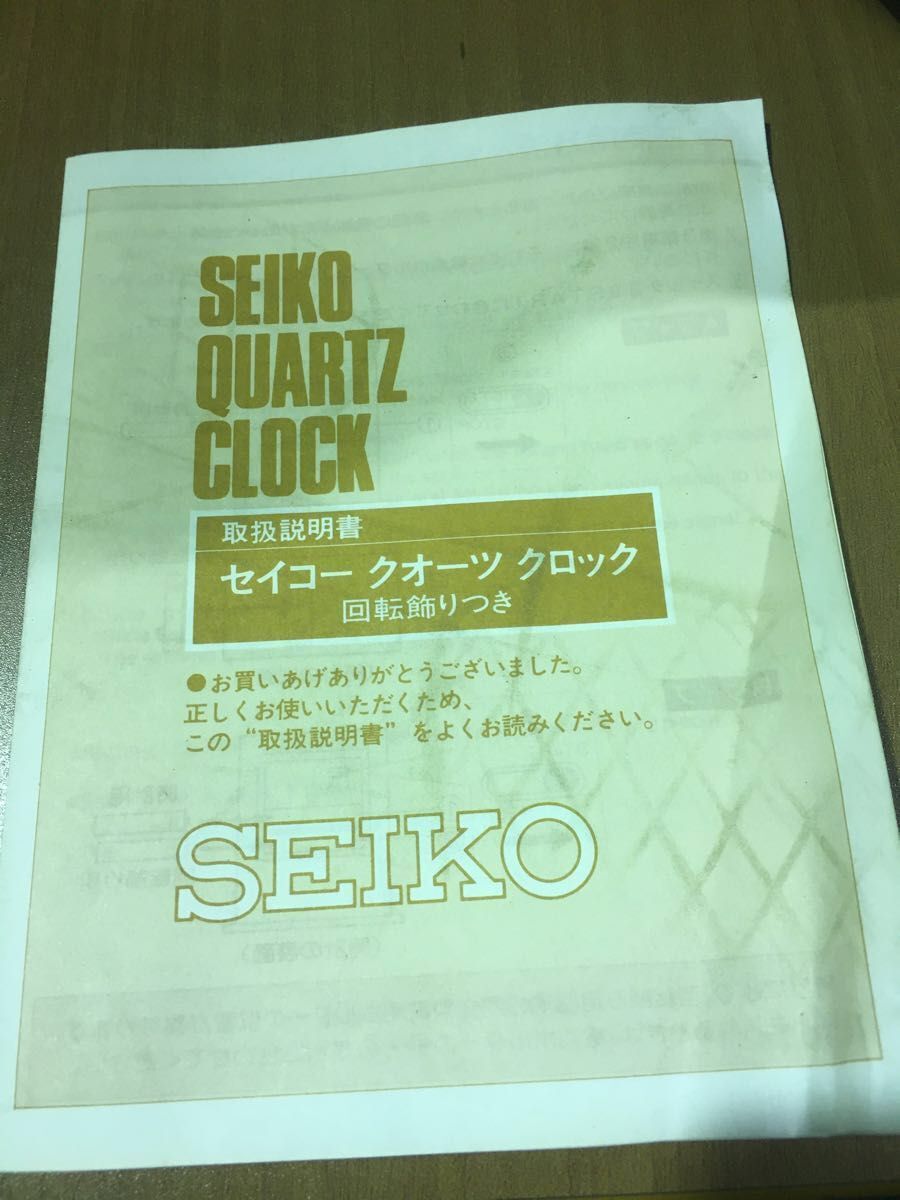 SEIKO
QUARTZ
CLOCK
取扱説明書
セイコー クオーツ クロック
回転飾りつき
●お買いあげありがとうございました。
正しくお使いいただくため、
この“取扱説明書”をよくお読みください。
SEIKO